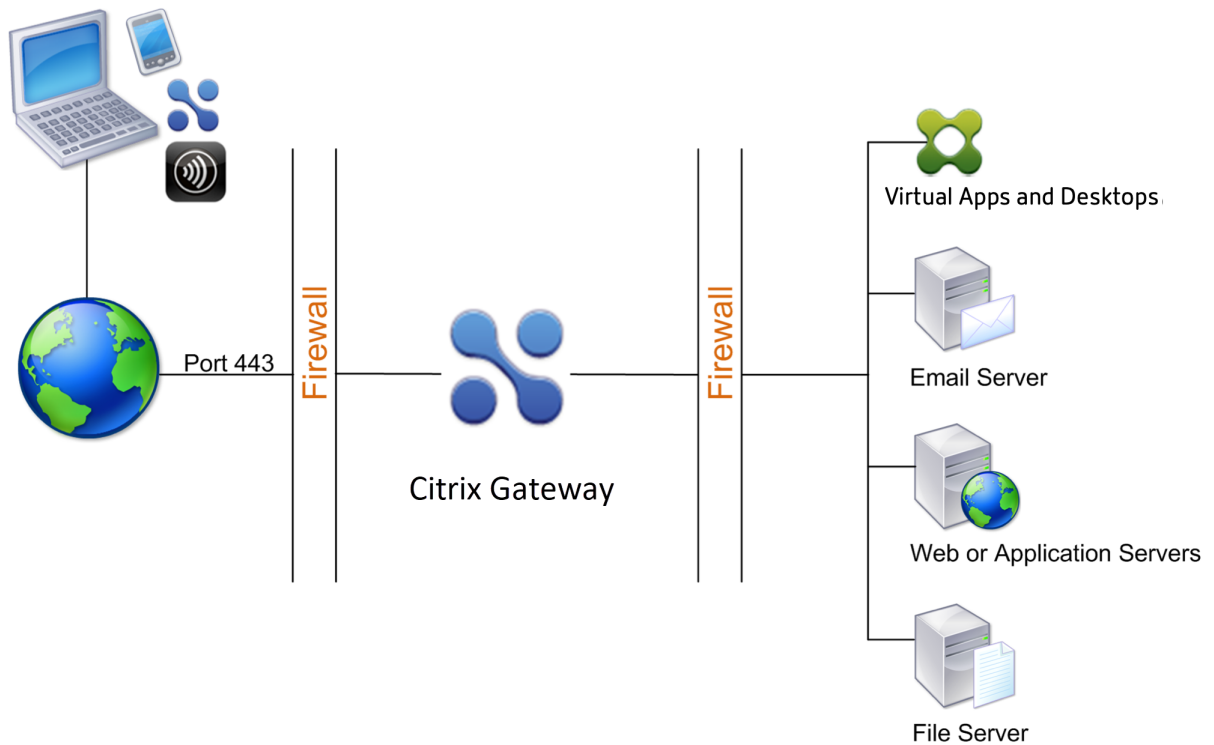 Port 443
Firewall
Citrix Gateway
Firewall
Virtual Apps and Desktops
Email Server
Web or Application Servers
File Server